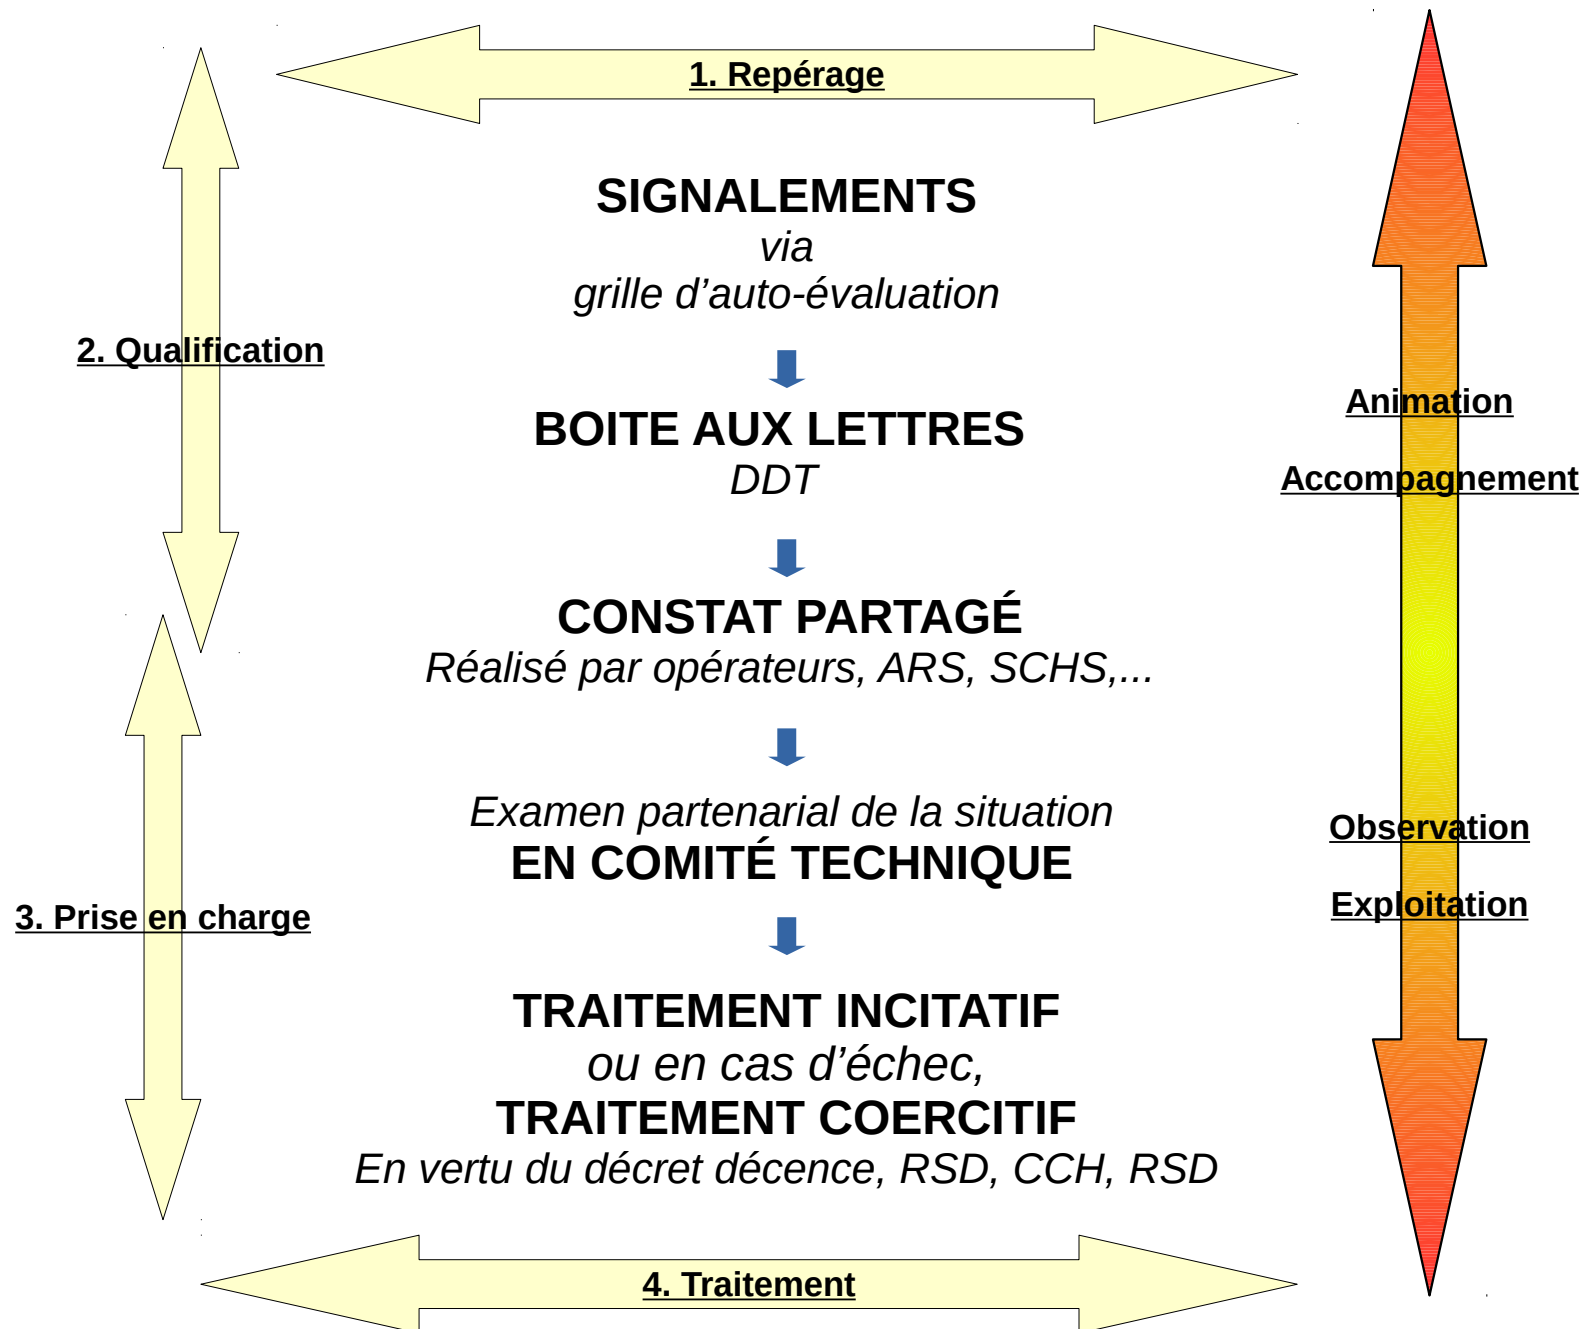 1. Repérage
SIGNALEMENTS
via
grille d’auto-évaluation
2. Qualification
BOITE AUX LETTRES
DDT
Animation
Accompagnement
CONSTAT PARTAGÉ
Réalisé par opérateurs, ARS, SCHS,...
Examen partenarial de la situation
EN COMITÉ TECHNIQUE
Observation
Exploitation
3. Prise en charge
TRAITEMENT INCITATIF
ou en cas d’échec,
TRAITEMENT COERCITIF
En vertu du décret décence, RSD, CCH, RSD
4. Traitement